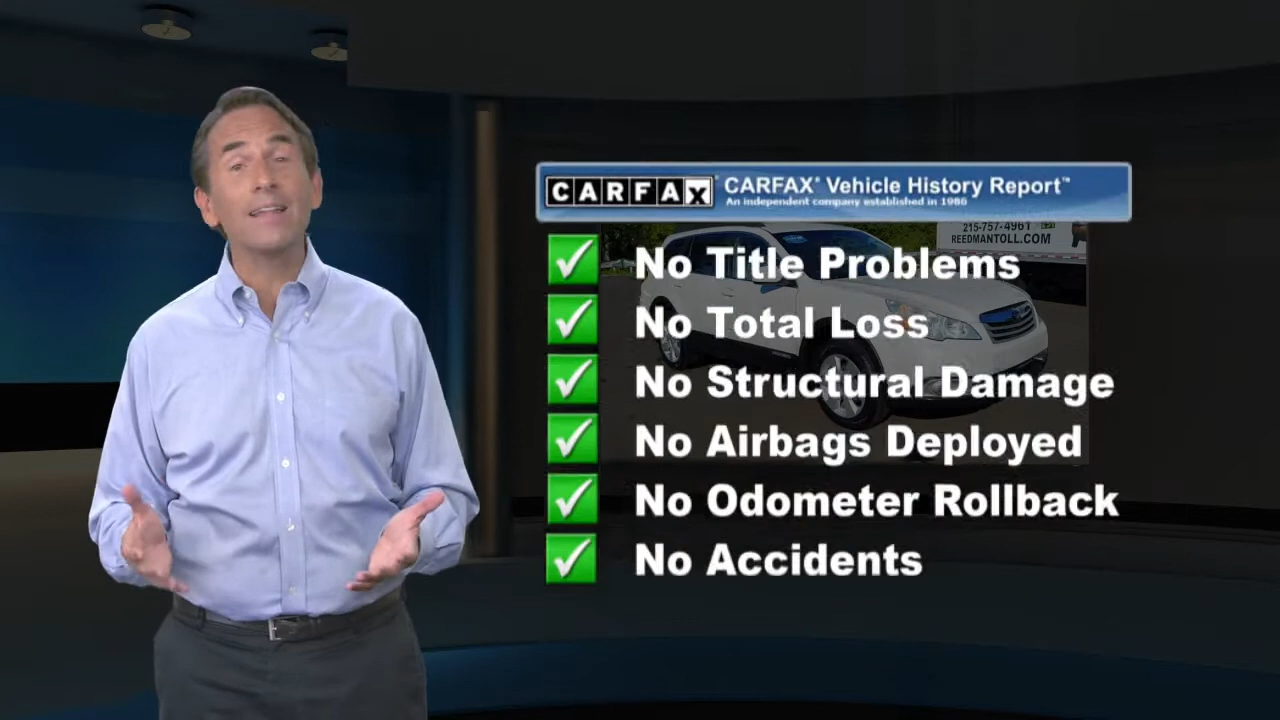 CARFAX
CARFAX® Vehicle History Report™
An independent company established in 1986
215-757-4961
REEDMANTOLL.COM
No Title Problems
No Total Loss
No Structural Damage
No Airbags Deployed
No Odometer Rollback
No Accidents